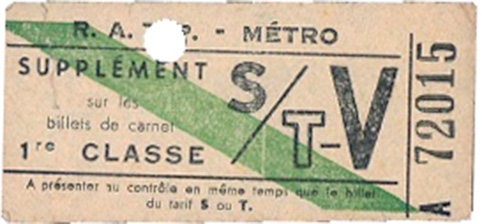 R. A. T. P. - MÉTRO
SUPPLÉMENT
sur les
billets de carnet
1re CLASSE
S/T-V
A présenter au contrôle en même temps que le billet
du tarif S ou T.
A 72015